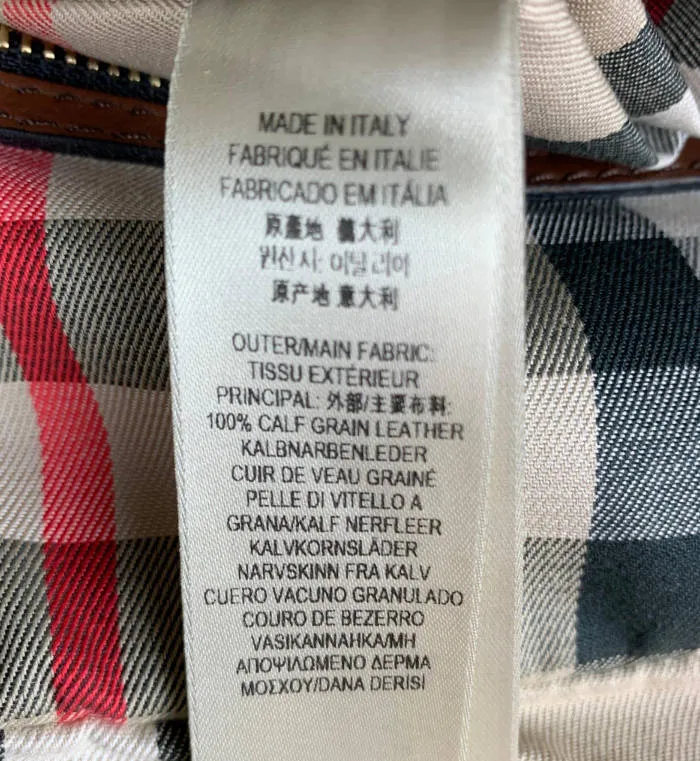 MADE IN ITALY
FABRIQUÉ EN ITALIE
FABRICADO EM ITÁLIA
原產地 義大利
원산지: 이탈리아
原产地 意大利
OUTER/MAIN FABRIC:
TISSU EXTÉRIEUR
PRINCIPAL: 外部/主要布料:
100% CALF GRAIN LEATHER
KALBNARBENLEDER
CUIR DE VEAU GRAINÉ
PELLE DI VITELLO A
GRANA/KALF NERFLEER
KALVKORNSLÄDER
NARVSKINN FRA KALV
CUERO VACUNO GRANULADO
COURO DE BEZERRO
VASIKANNAHKA/MH
ΑΠΟΨΙΛΩΜΕΝΟ ΔΕΡΜΑ
ΜΟΣΧΟΥ/DANA DERISI